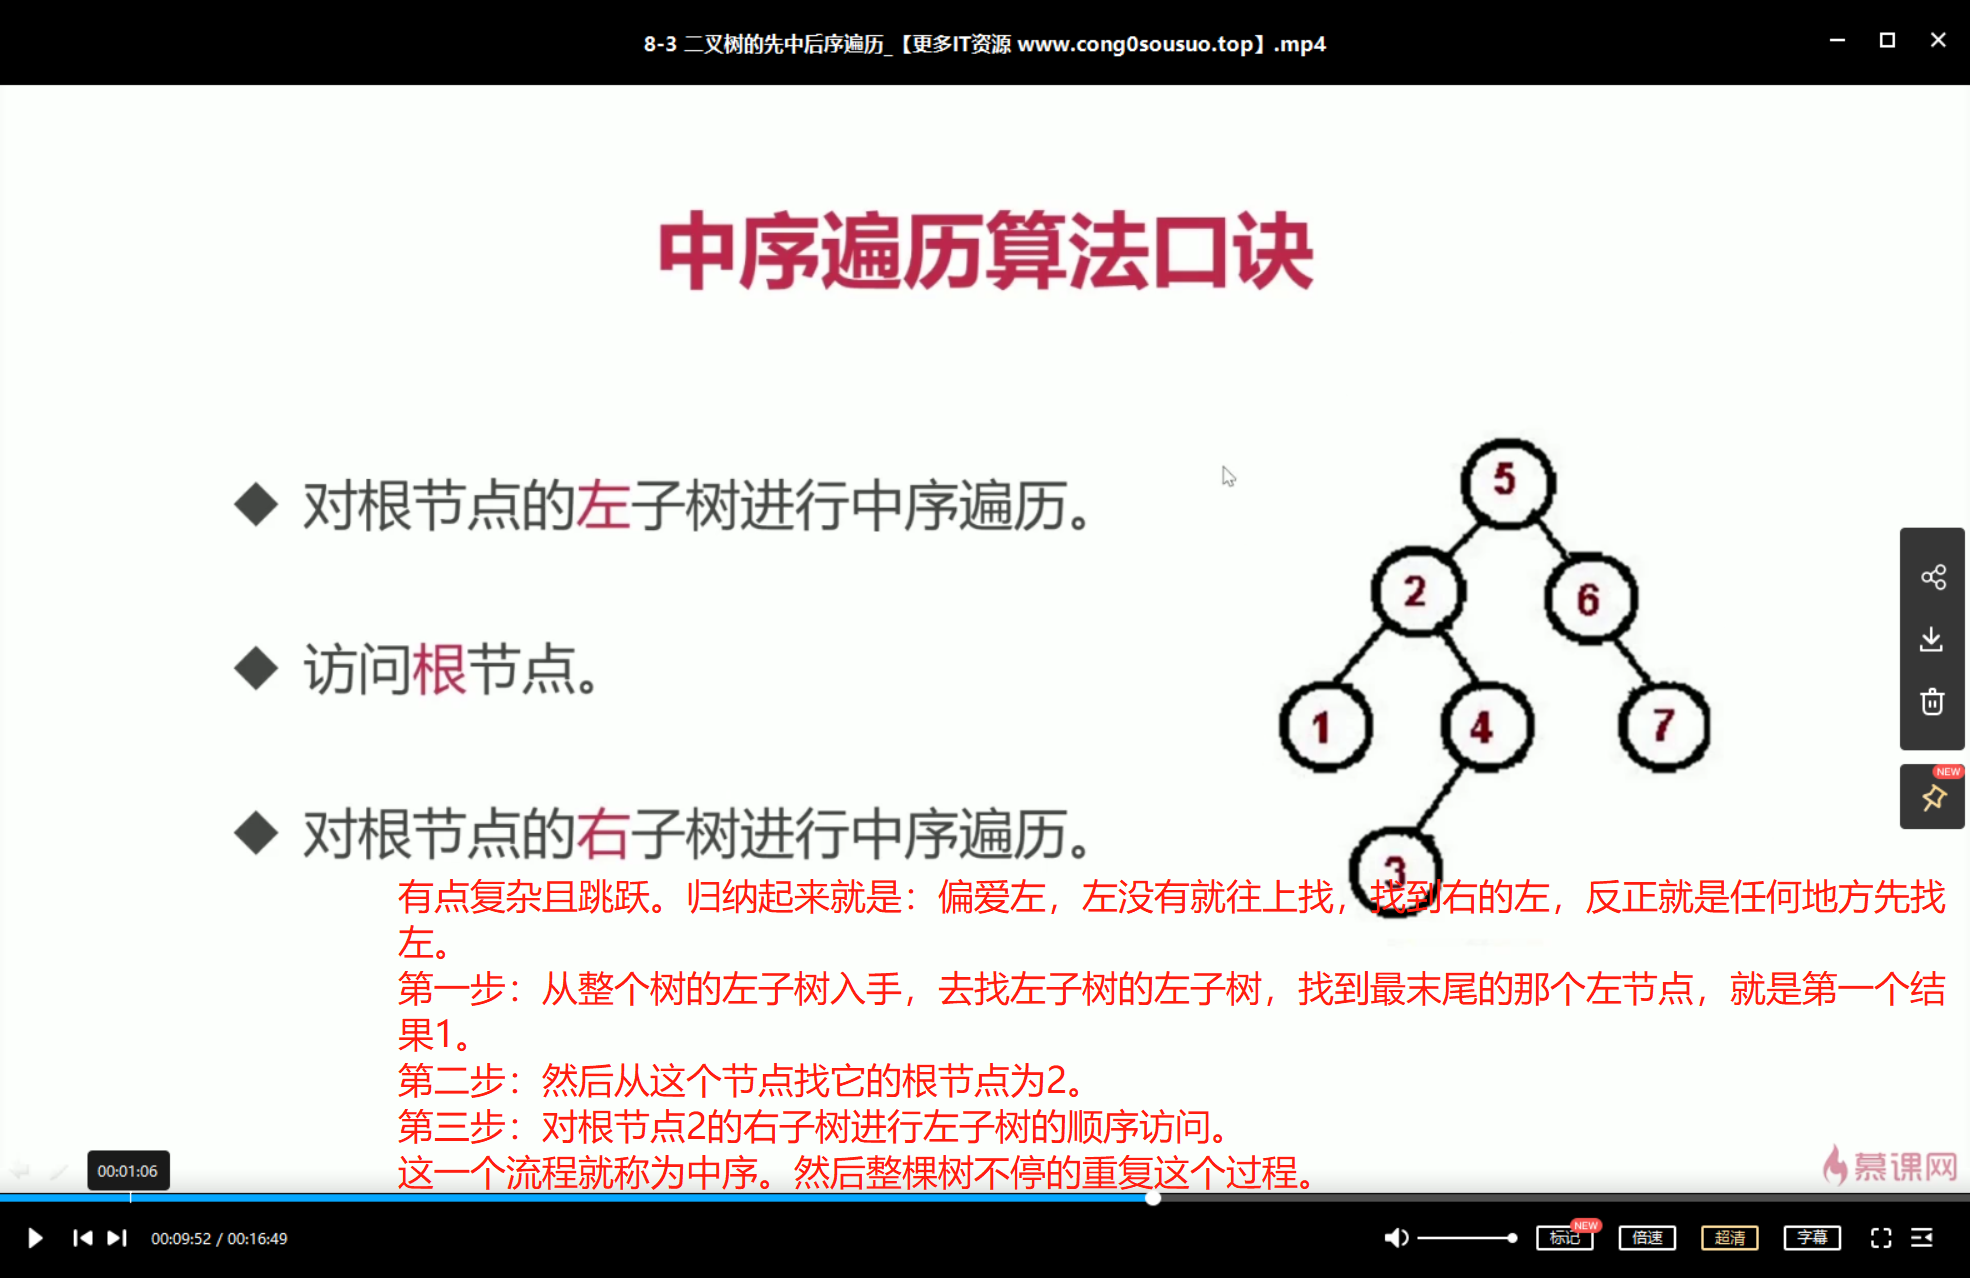 8-3 二叉树的先中后序遍历_【更多IT资源 www.cong0sousuo.top】.mp4
中序遍历算法口诀
对根节点的左子树进行中序遍历。
访问根节点。
对根节点的右子树进行中序遍历。
5
2
6
1
4
7
3
有点复杂且跳跃。归纳起来就是：偏爱左，左没有就往上找，找到右的左，反正就是任何地方先找
左。
第一步：从整个树的左子树入手，去找左子树的左子树，找到最末尾的那个左节点，就是第一个结
果1。
第二步：然后从这个节点找它的根节点为2。
第三步：对根节点2的右子树进行左子树的顺序访问。
这一个流程就称为中序。然后整棵树不停的重复这个过程。
NEW
慕课网
00:01:06
00:09:52 / 00:16:49
标记
NEW
倍速
超清
字幕